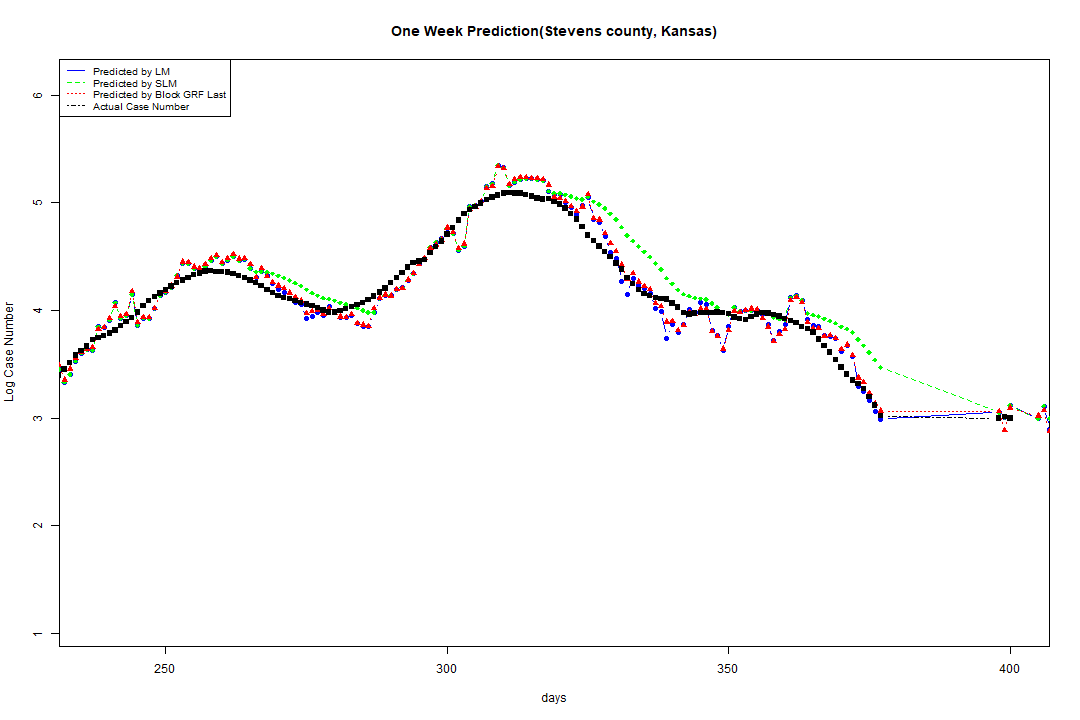 One Week Prediction(Stevens county, Kansas)
Predicted by LM
Predicted by SLM
Predicted by Block GRF Last
Actual Case Number
6
5
4
3
2
1
Log Case Number
250 300 350 400
days